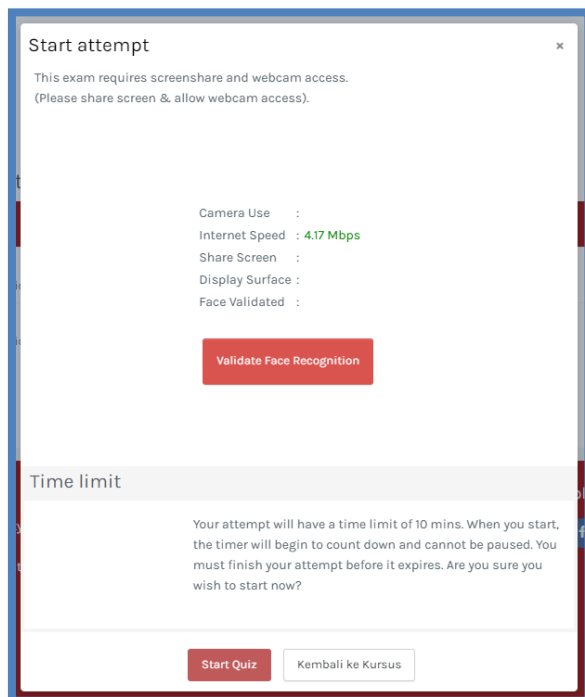 Start attempt ×
This exam requires screenshare and webcam access.
(Please share screen & allow webcam access).
Camera Use :
Internet Speed : 4.17 Mbps
Share Screen :
Display Surface :
Face Validated :
Validate Face Recognition
Time limit
Your attempt will have a time limit of 10 mins. When you start,
the timer will begin to count down and cannot be paused. You
must finish your attempt before it expires. Are you sure you
wish to start now?
Start Quiz
Kembali ke Kursus